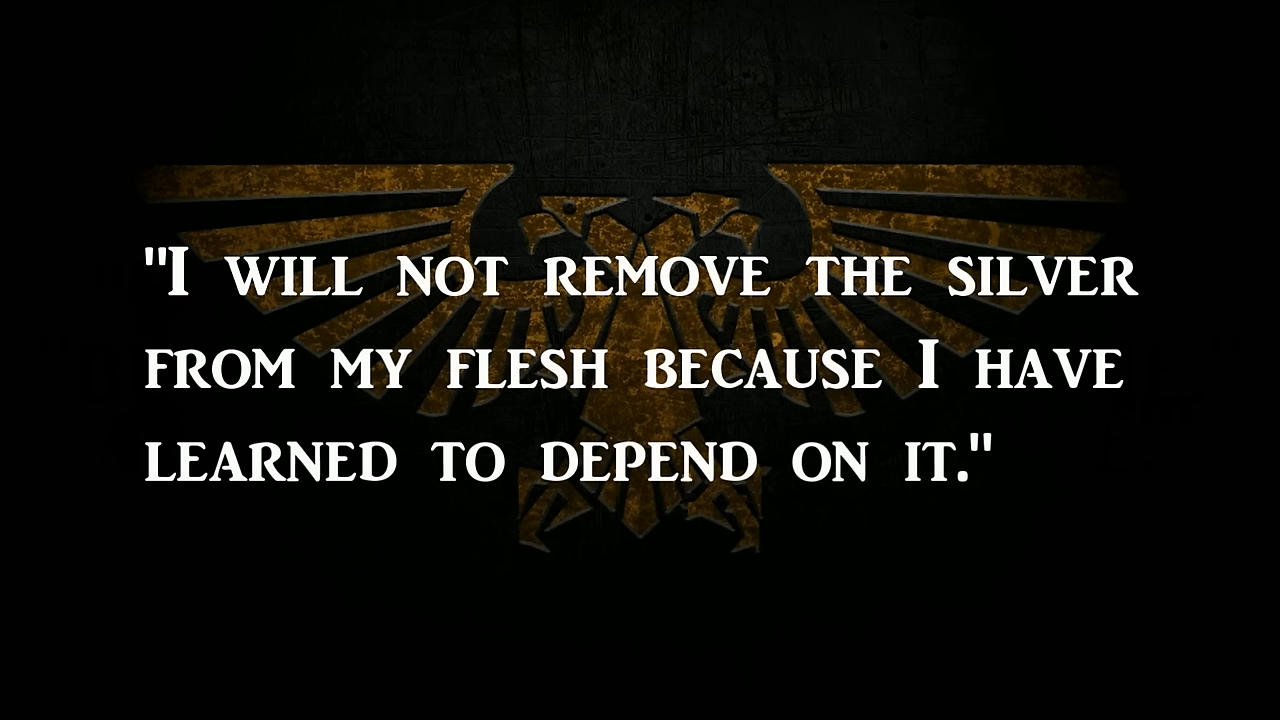 "I will not remove the silver
from my flesh because I have
learned to depend on it."